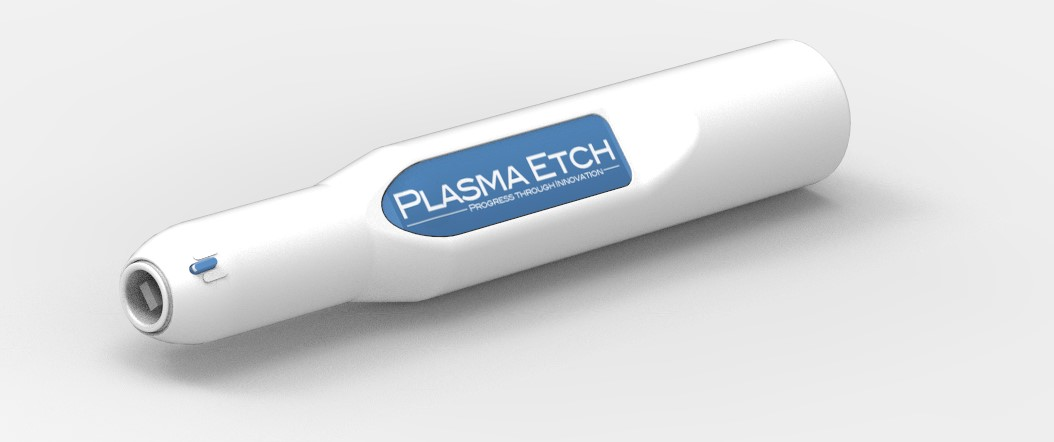 PLASMA ETCH
PROGRESS THROUGH INNOVATION